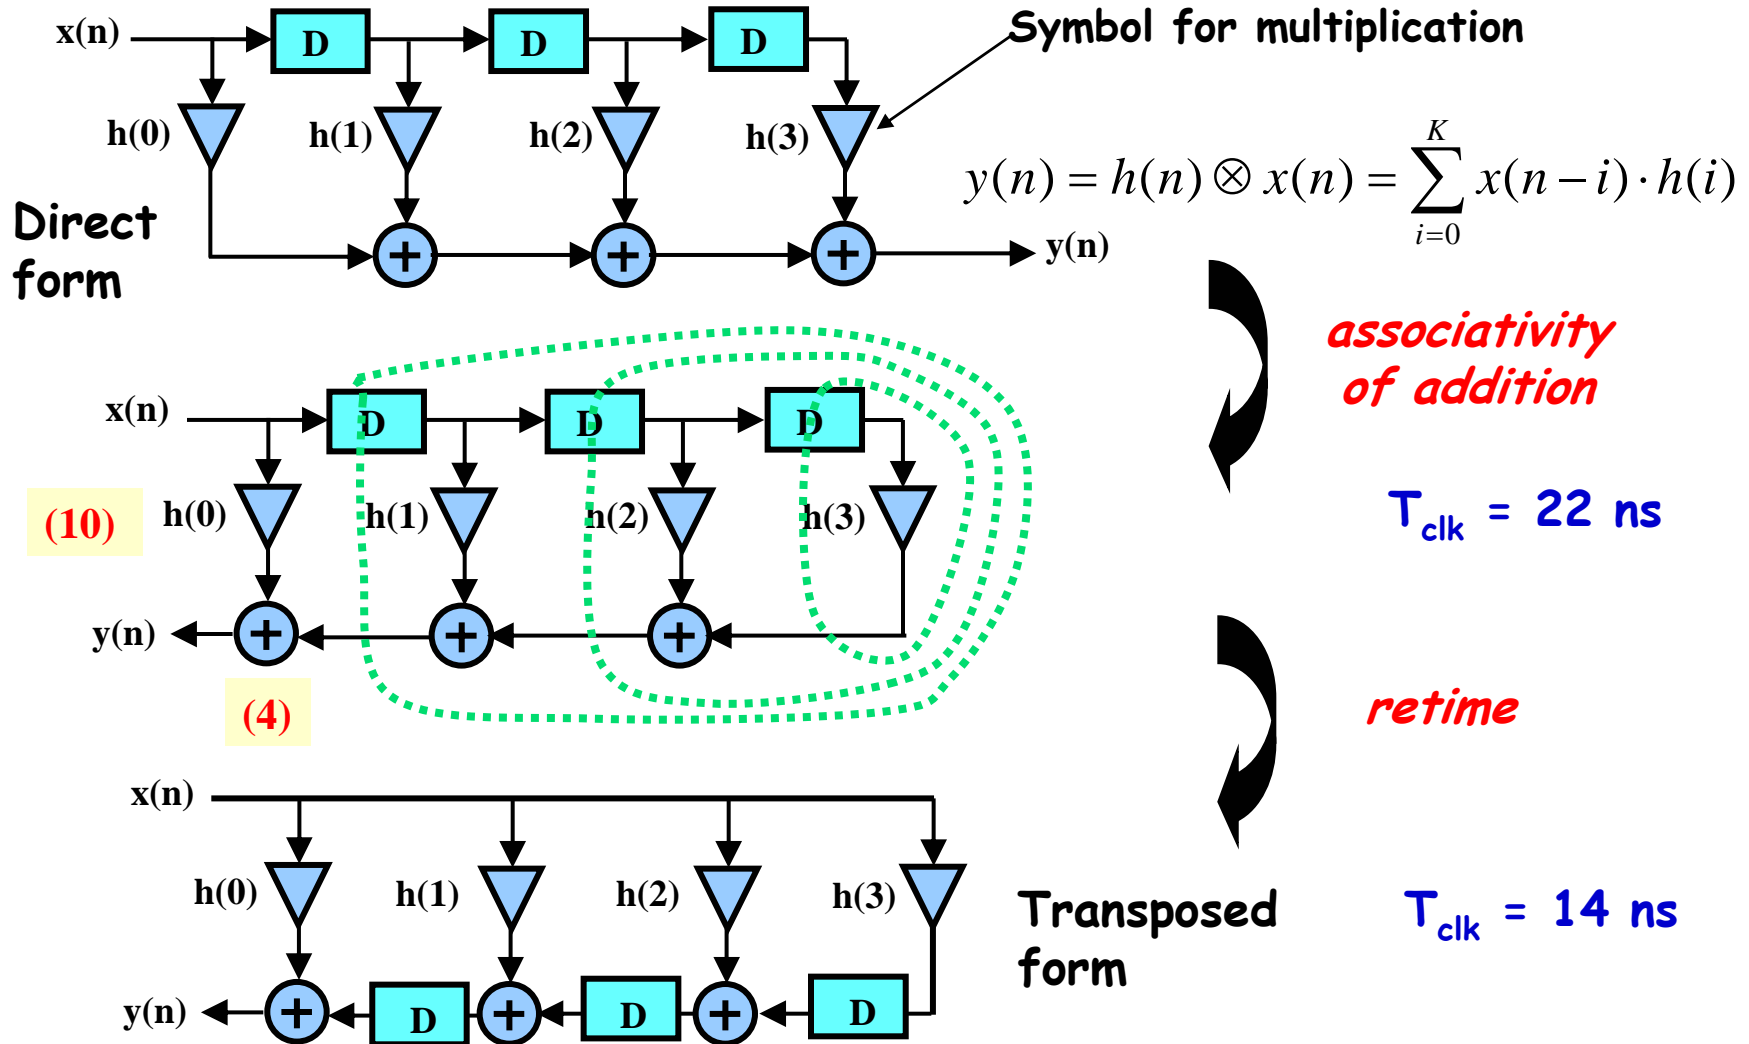 x(n) D D D Symbol for multiplication
h(0) h(1) h(2) h(3)
y(n) = h(n) ⊗ x(n) = \sum_{i=0}^{K} x(n − i) · h(i)
Direct
form
+ + + y(n)
associativity
of addition
x(n) D D D
(10) h(0) h(1) h(2) h(3)
T_clk = 22 ns
y(n) + + +
(4)
retime
x(n)
h(0) h(1) h(2) h(3)
Transposed
form
T_clk = 14 ns
y(n) + D + D + D